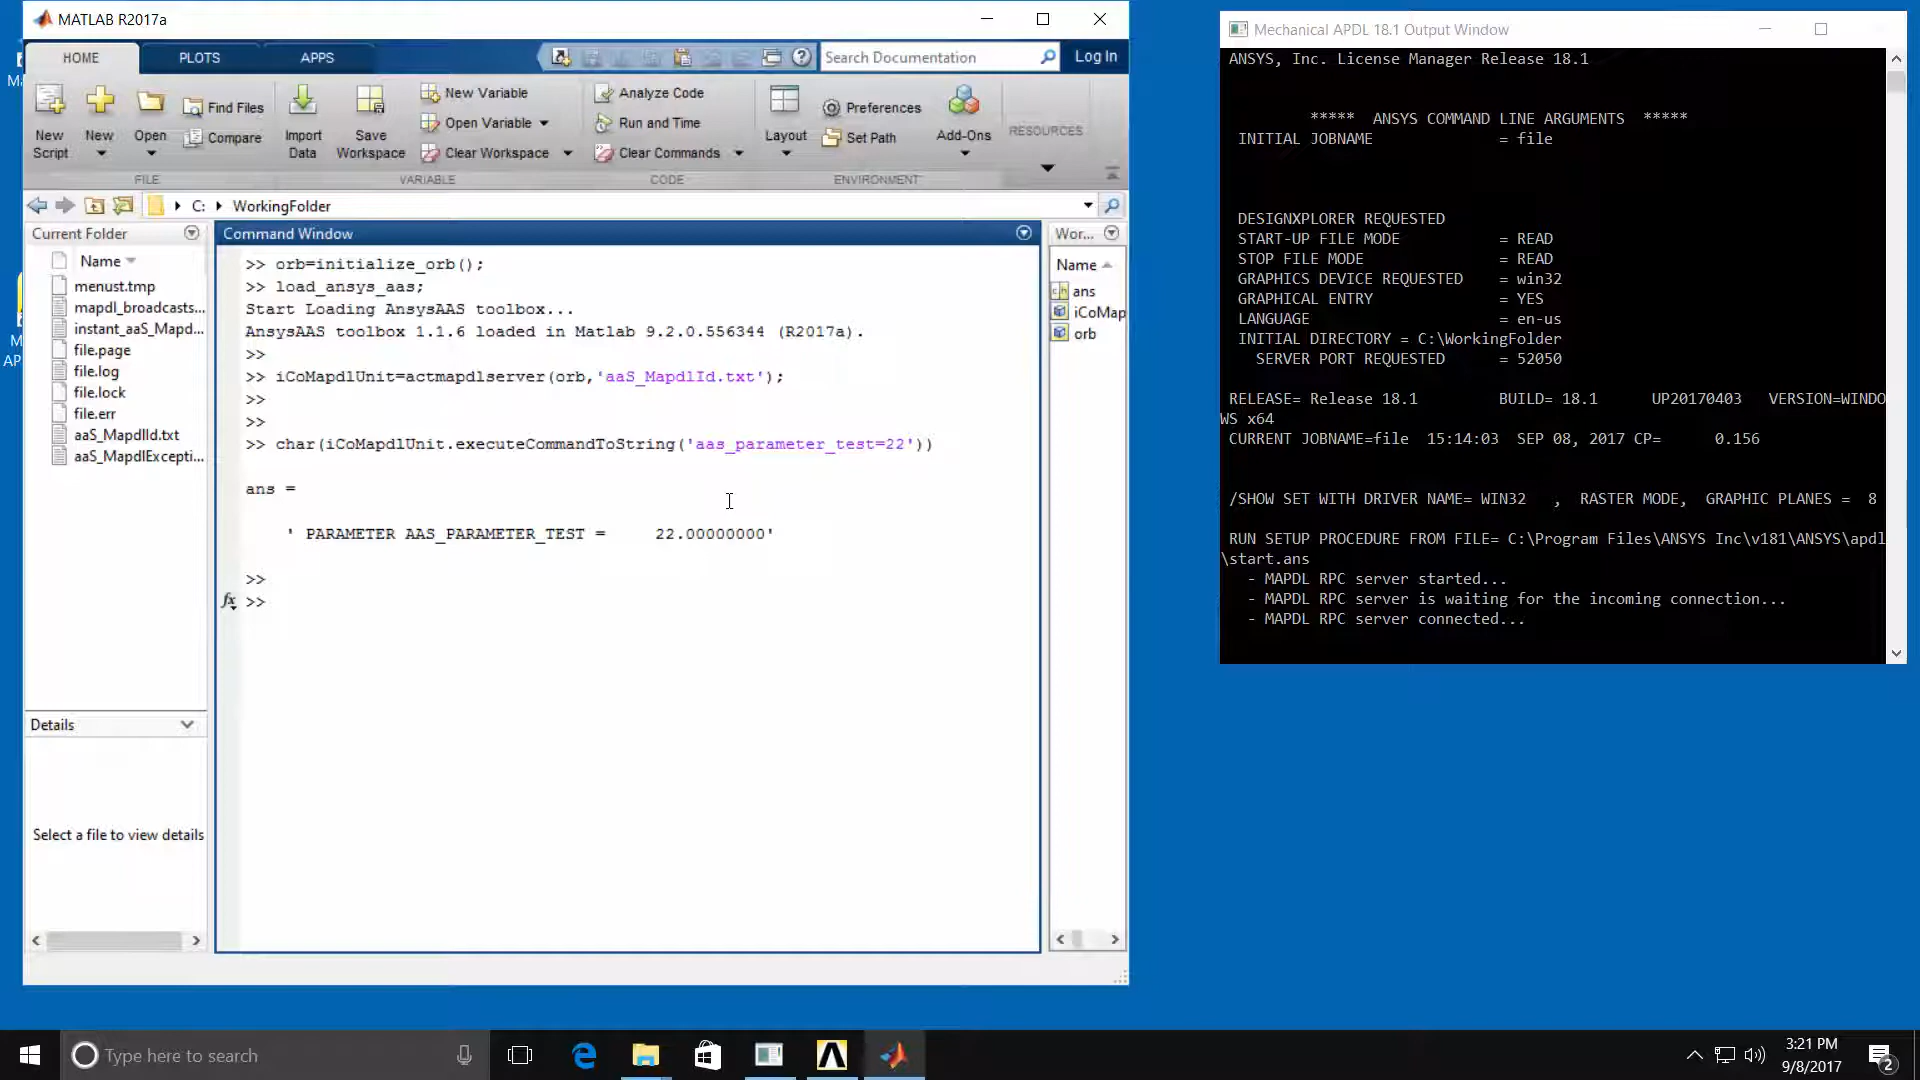 MATLAB R2017a
HOME
PLOTS
APPS
Search Documentation
Log In
New Script
New
Open
Find Files
Compare
Import Data
Save Workspace
New Variable
Open Variable
Clear Workspace
Analyze Code
Run and Time
Clear Commands
Layout
Preferences
Set Path
Add-Ons
RESOURCES
FILE
VARIABLE
CODE
ENVIRONMENT
C:
WorkingFolder
Current Folder
Name
menust.tmp
mapdl_broadcasts...
instant_aaS_Mapd...
file.page
file.log
file.lock
file.err
aaS_MapdlId.txt
aaS_MapdlExcepti...
Details
Select a file to view details
Command Window
>> orb=initialize_orb();
>> load_ansys_aas;
Start Loading AnsysAAS toolbox...
AnsysAAS toolbox 1.1.6 loaded in Matlab 9.2.0.556344 (R2017a).
>>
>> iCoMapdlUnit=actmapdlserver(orb,'aaS_MapdlId.txt');
>>
>>
>> char(iCoMapdlUnit.executeCommandToString('aas_parameter_test=22'))
ans =
' PARAMETER AAS_PARAMETER_TEST =     22.00000000'
>>
fx >>
Wor...
Name
ans
iCoMap
orb
Mechanical APDL 18.1 Output Window
ANSYS, Inc. License Manager Release 18.1
***** ANSYS COMMAND LINE ARGUMENTS *****
INITIAL JOBNAME = file
DESIGNXPLORER REQUESTED
START-UP FILE MODE = READ
STOP FILE MODE = READ
GRAPHICS DEVICE REQUESTED = win32
GRAPHICAL ENTRY = YES
LANGUAGE = en-us
INITIAL DIRECTORY = C:\WorkingFolder
SERVER PORT REQUESTED = 52050
RELEASE= Release 18.1 BUILD= 18.1 UP20170403 VERSION=WINDO
WS x64
CURRENT JOBNAME=file 15:14:03 SEP 08, 2017 CP= 0.156
/SHOW SET WITH DRIVER NAME= WIN32 , RASTER MODE, GRAPHIC PLANES = 8
RUN SETUP PROCEDURE FROM FILE= C:\Program Files\ANSYS Inc\v181\ANSYS\apdl
\start.ans
- MAPDL RPC server started...
- MAPDL RPC server is waiting for the incoming connection...
- MAPDL RPC server connected...
Type here to search
3:21 PM
9/8/2017
2